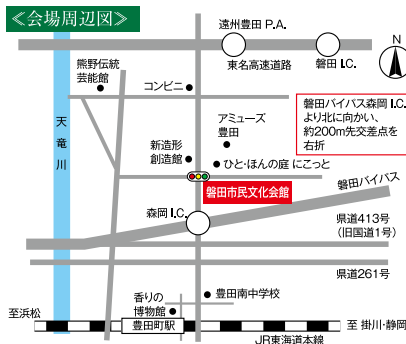 ≪会場周辺図≫
遠州豊田 P.A.
東名高速道路
磐田 I.C.
N
熊野伝統
芸能館
コンビニ
アミューズ
豊田
磐田バイパス森岡 I.C.
より北に向かい、
約200m先交差点を
右折
天竜川
新造形
創造館
ひと・ほんの庭 にこっと
磐田市民文化会館
磐田バイパス
森岡 I.C.
県道413号
(旧国道1号)
県道261号
香りの
博物館
豊田南中学校
至浜松
豊田町駅
至 掛川・静岡
JR東海道本線